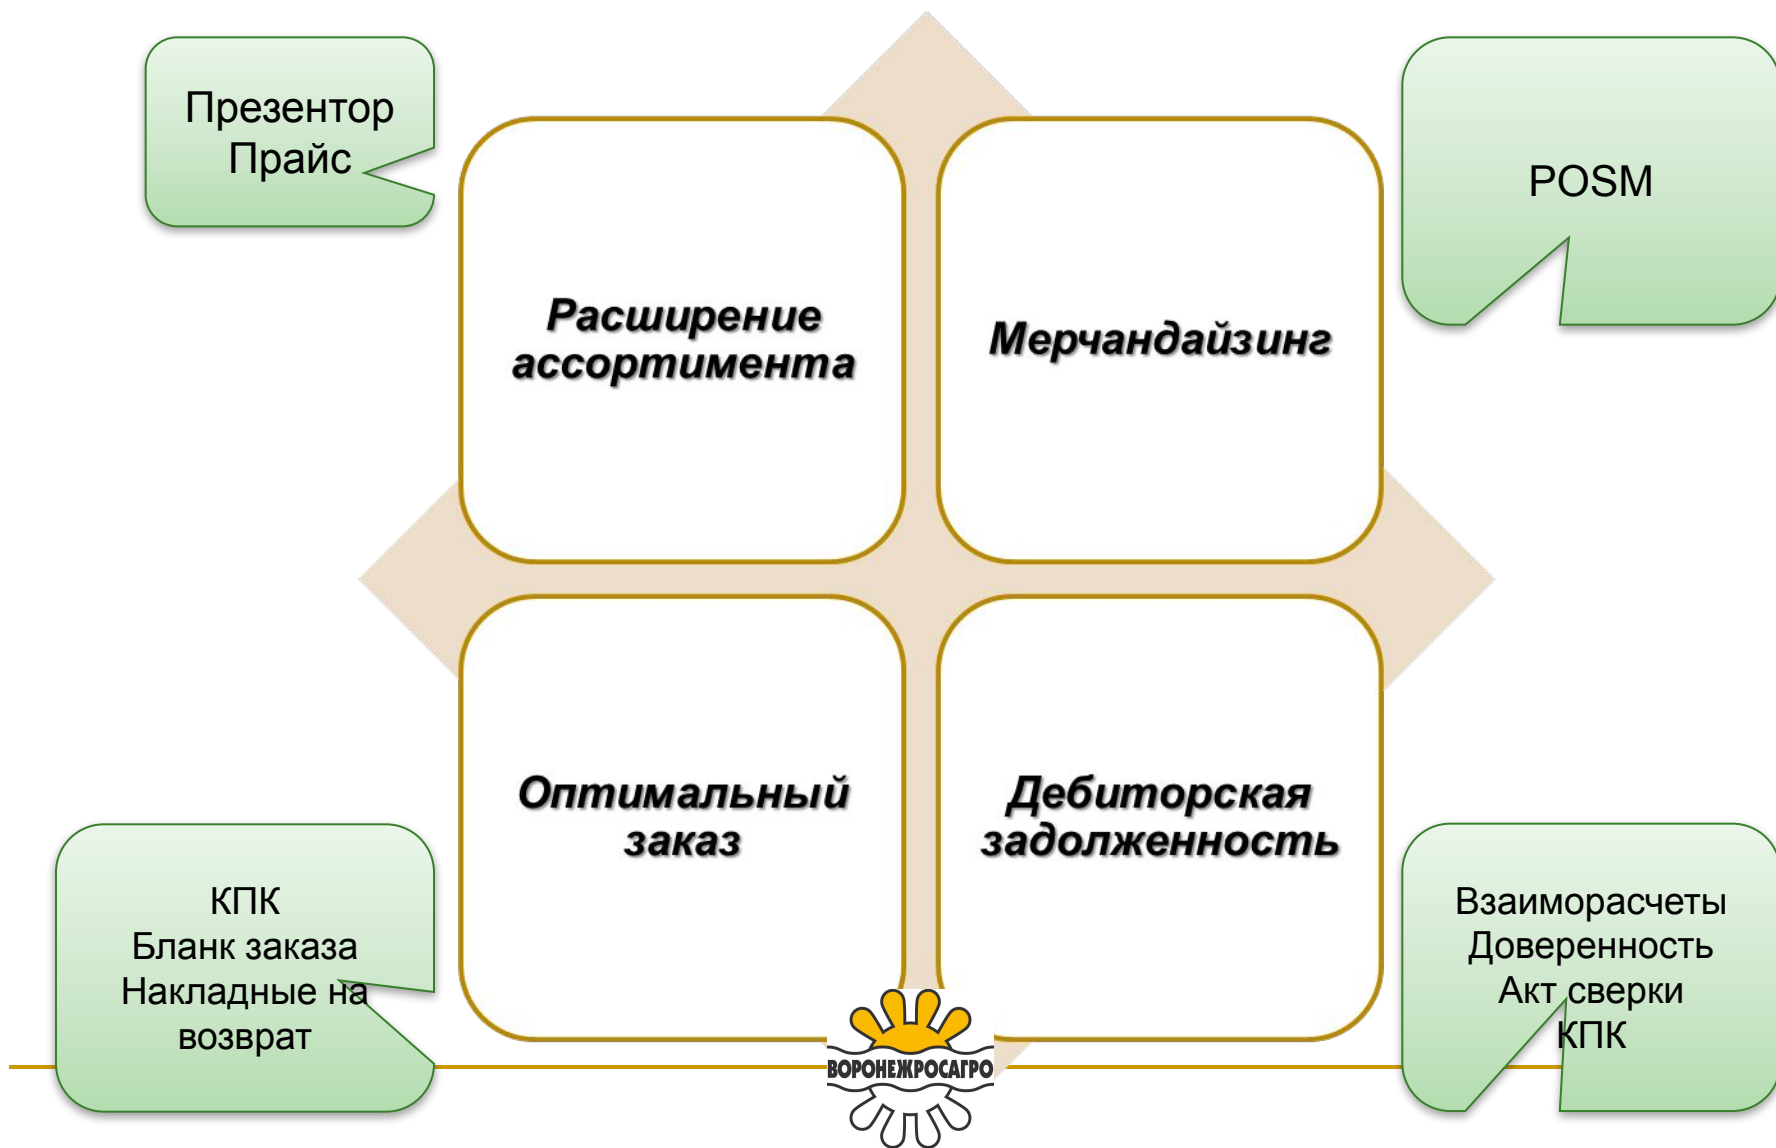 Презентор
Прайс
POSM
Расширение
ассортимента
Мерчандайзинг
Оптимальный
заказ
Дебиторская
задолженность
КПК
Бланк заказа
Накладные на
возврат
Взаиморасчеты
Доверенность
Акт сверки
КПК
ВОРОНЕЖРОСАГРО